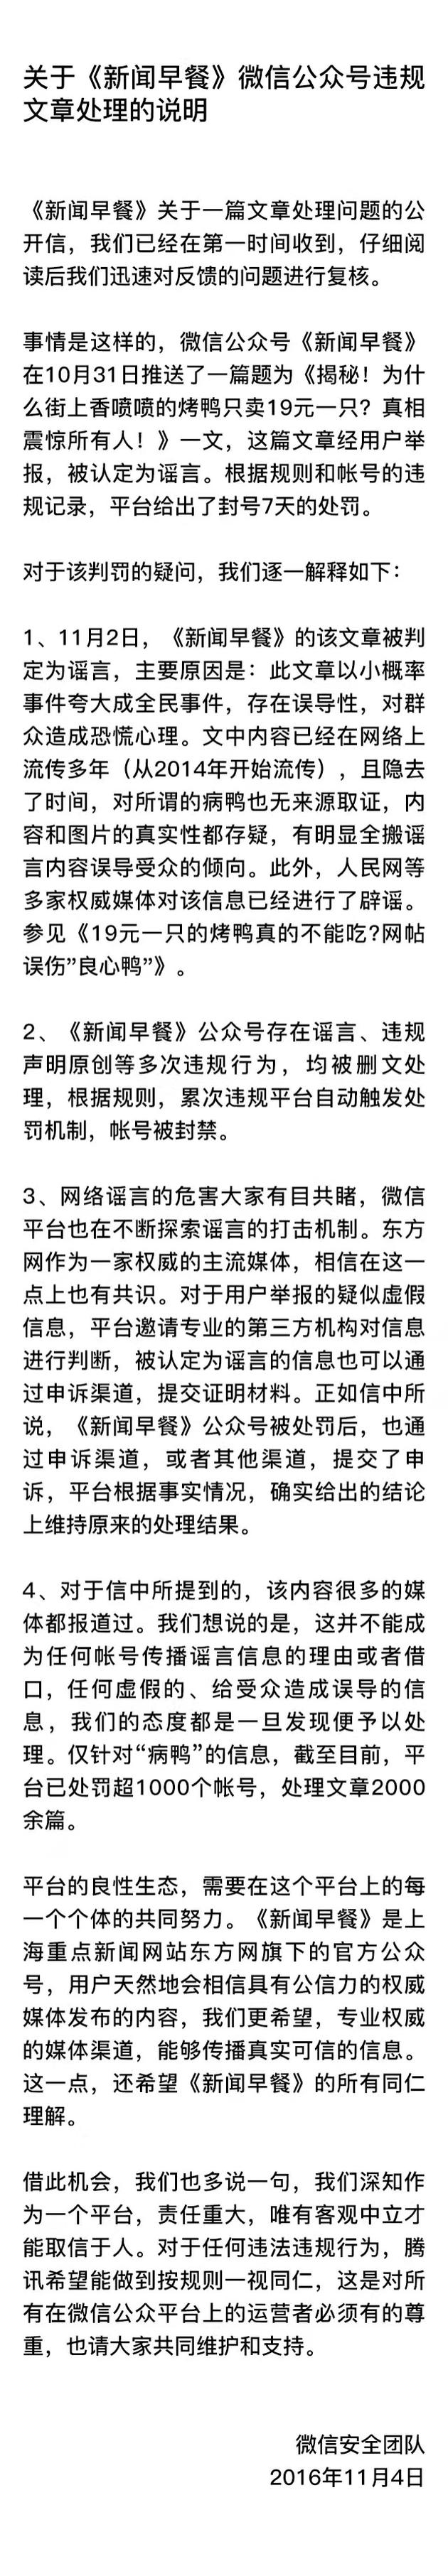 关于《新闻早餐》微信公众号违规
文章处理的说明
《新闻早餐》关于一篇文章处理问题的公
开信，我们已经在第一时间收到，仔细阅
读后我们迅速对反馈的问题进行复核。
事情是这样的，微信公众号《新闻早餐》
在10月31日推送了一篇题为《揭秘！为什
么街上香喷喷的烤鸭只卖19元一只？真相
震惊所有人！》一文，这篇文章经用户举
报，被认定为谣言。根据规则和帐号的违
规记录，平台给出了封号7天的处罚。
对于该判罚的疑问，我们逐一解释如下：
1、11月2日，《新闻早餐》的该文章被判
定为谣言，主要原因是：此文章以小概率
事件夸大成全民事件，存在误导性，对群
众造成恐慌心理。文中内容已经在网络上
流传多年（从2014年开始流传），且隐去
了时间，对所谓的病鸭也无来源取证，内
容和图片的真实性都存疑，有明显全搬谣
言内容误导受众的倾向。此外，人民网等
多家权威媒体对该信息已经进行了辟谣。
参见《19元一只的烤鸭真的不能吃?网帖
误伤”良心鸭”》。
2、《新闻早餐》公众号存在谣言、违规
声明原创等多次违规行为，均被删文处
理，根据规则，累次违规平台自动触发处
罚机制，帐号被封禁。
3、网络谣言的危害大家有目共睹，微信
平台也在不断探索谣言的打击机制。东方
网作为一家权威的主流媒体，相信在这一
点上也有共识。对于用户举报的疑似虚假
信息，平台邀请专业的第三方机构对信息
进行判断，被认定为谣言的信息也可以通
过申诉渠道，提交证明材料。正如信中所
说，《新闻早餐》公众号被处罚后，也通
过申诉渠道，或者其他渠道，提交了申
诉，平台根据事实情况，确实给出的结论
上维持原来的处理结果。
4、对于信中所提到的，该内容很多的媒
体都报道过。我们想说的是，这并不能成
为任何帐号传播谣言信息的理由或者借
口，任何虚假的、给受众造成误导的信
息，我们的态度都是一旦发现便予以处
理。仅针对“病鸭”的信息，截至目前，平
台已处罚超1000个帐号，处理文章2000
余篇。
平台的良性生态，需要在这个平台上的每
一个个体的共同努力。《新闻早餐》是上
海重点新闻网站东方网旗下的官方公众
号，用户天然地会相信具有公信力的权威
媒体发布的内容，我们更希望，专业权威
的媒体渠道，能够传播真实可信的信息。
这一点，还希望《新闻早餐》的所有同仁
理解。
借此机会，我们也多说一句，我们深知作
为一个平台，责任重大，唯有客观中立才
能取信于人。对于任何违法违规行为，腾
讯希望能做到按规则一视同仁，这是对所
有在微信公众平台上的运营者必须有的尊
重，也请大家共同维护和支持。
微信安全团队
2016年11月4日